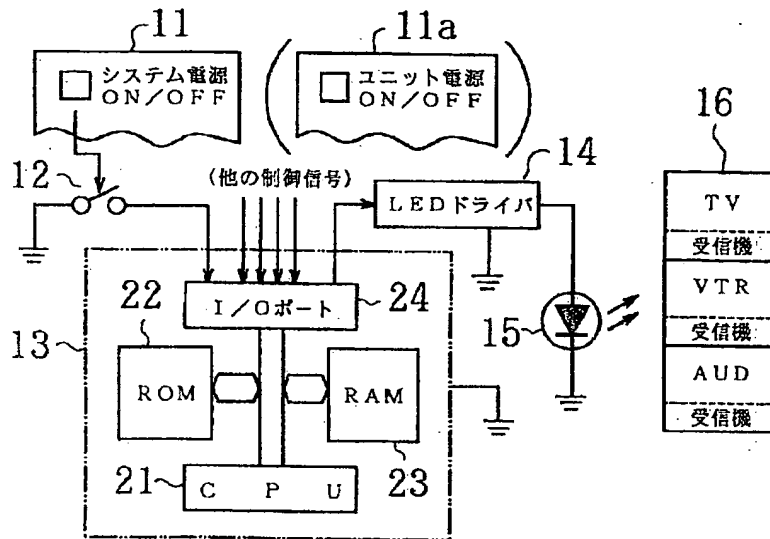 11
11a
システム電源
ON/OFF
ユニット電源
ON/OFF
16
12
(他の制御信号)
14
LEDドライバ
TV
受信機
VTR
受信機
AUD
受信機
13
22
I/Oポート
24
15
ROM
RAM
21
CPU
23